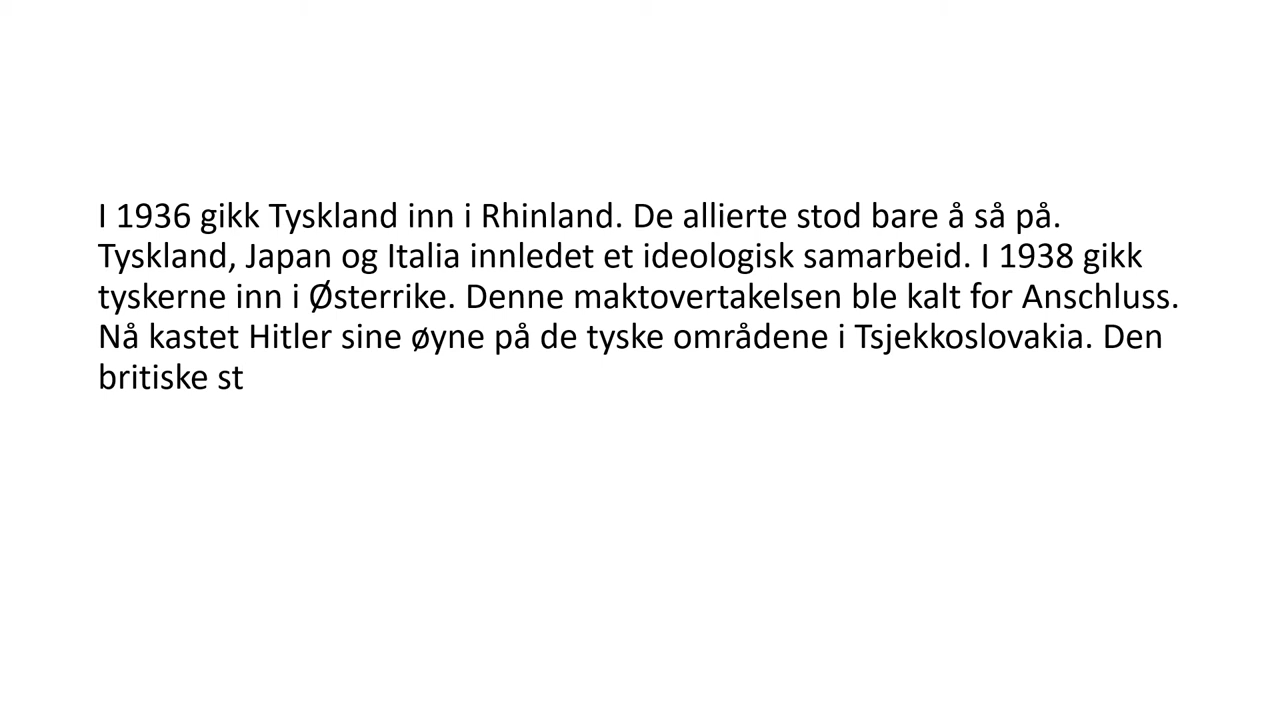 I 1936 gikk Tyskland inn i Rhinland. De allierte stod bare å så på.
Tyskland, Japan og Italia innledet et ideologisk samarbeid. I 1938 gikk
tyskerne inn i Østerrike. Denne maktovertakelsen ble kalt for Anschluss.
Nå kastet Hitler sine øyne på de tyske områdene i Tsjekkoslovakia. Den
britiske st